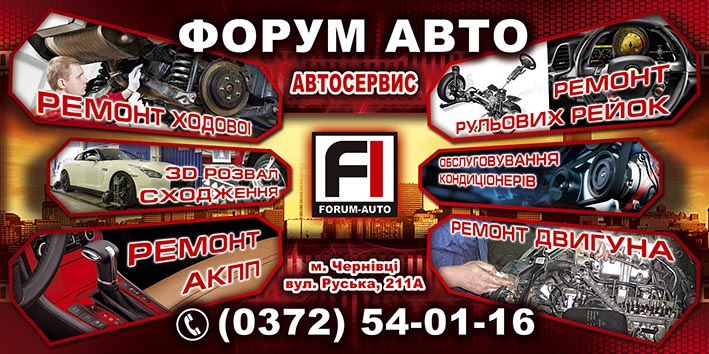 ФОРУМ АВТО
АВТОСЕРВИС
РЕМОНТ ХОДОВОЇ
РЕМОНТ
РУЛЬОВИХ РЕЙОК
3D РОЗВАЛ
СХОДЖЕННЯ
FI
FORUM-AUTO
ОБСЛУГОВУВАННЯ
КОНДИЦІОНЕРІВ
РЕМОНТ
АКПП
РЕМОНТ ДВИГУНА
м. Чернівці
вул. Руська, 211А
(0372) 54-01-16